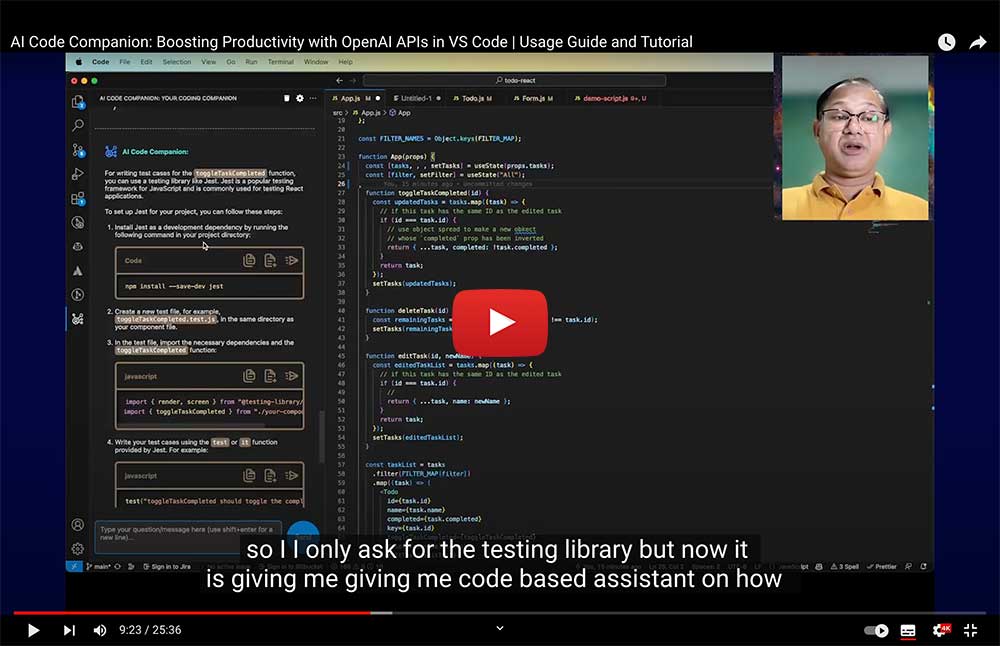 AI Code Companion: Boosting Productivity with OpenAI APIs in VS Code | Usage Guide and Tutorial
Code File Edit Selection View Go Run Terminal Window Help
todo-react
AI CODE COMPANION: YOUR CODING COMPANION
App.js M
Untitled-1
Todo.js M
Form.js M
demo-script.js 9+, U
src > App.js > App
AI Code Companion:
For writing test cases for the toggleTaskCompleted function,
you can use a testing library like Jest. Jest is a popular testing
framework for JavaScript and is commonly used for testing React
applications.
To set up Jest for your project, you can follow these steps:
1. Install Jest as a development dependency by running the
following command in your project directory:
Code
npm install --save-dev jest
2. Create a new test file, for example,
toggleTaskCompleted.test.js, in the same directory as
your component file.
3. In the test file, import the necessary dependencies and the
toggleTaskCompleted function:
javascript
import { render, screen } from "@testing-library/
import { toggleTaskCompleted } from "./your-compo
4. Write your test cases using the test or it function
provided by Jest. For example:
javascript
test("toggleTaskCompleted should toggle the compl
Type your question/message here (use shift+enter for a
new line)...
19 };
20
21 const FILTER_NAMES = Object.keys(FILTER_MAP);
22
23 function App(props) {
24 const [tasks, , , setTasks] = useState(props.tasks);
25 const [filter, setFilter] = useState("All");
26 You, 15 minutes ago • Uncommitted changes
27 function toggleTaskCompleted(id) {
28 const updatedTasks = tasks.map((task) => {
29 // if this task has the same ID as the edited task
30 if (id === task.id) {
31 // use object spread to make a new obkect
32 // whose `completed` prop has been inverted
33 return { ...task, completed: !task.completed };
34 }
35 return task;
36 });
37 setTasks(updatedTasks);
38 }
39
40 function deleteTask(id)
41 const remainingTasks = !== task.id);
42 setTasks(remainingTask
43 }
44
45 function editTask(id, newName)
46 const editedTaskList = tasks.map((task) => {
47 // if this task has the same ID as the edited task
48 if (id === task.id) {
49 //
50 return { ...task, name: newName };
51 }
52 return task;
53 });
54 setTasks(editedTaskList);
55 }
56
57 const taskList = tasks
58 .filter(FILTER_MAP[filter])
59 .map((task) => (
60 <Todo
61 id={task.id}
62 name={task.name}
63 completed={task.completed}
64 key={task.id}
so I I only ask for the testing library but now it
is giving me giving me code based assistant on how
main* Sign in to Jira
3 Spell Prettier
9:23 / 25:36
4K